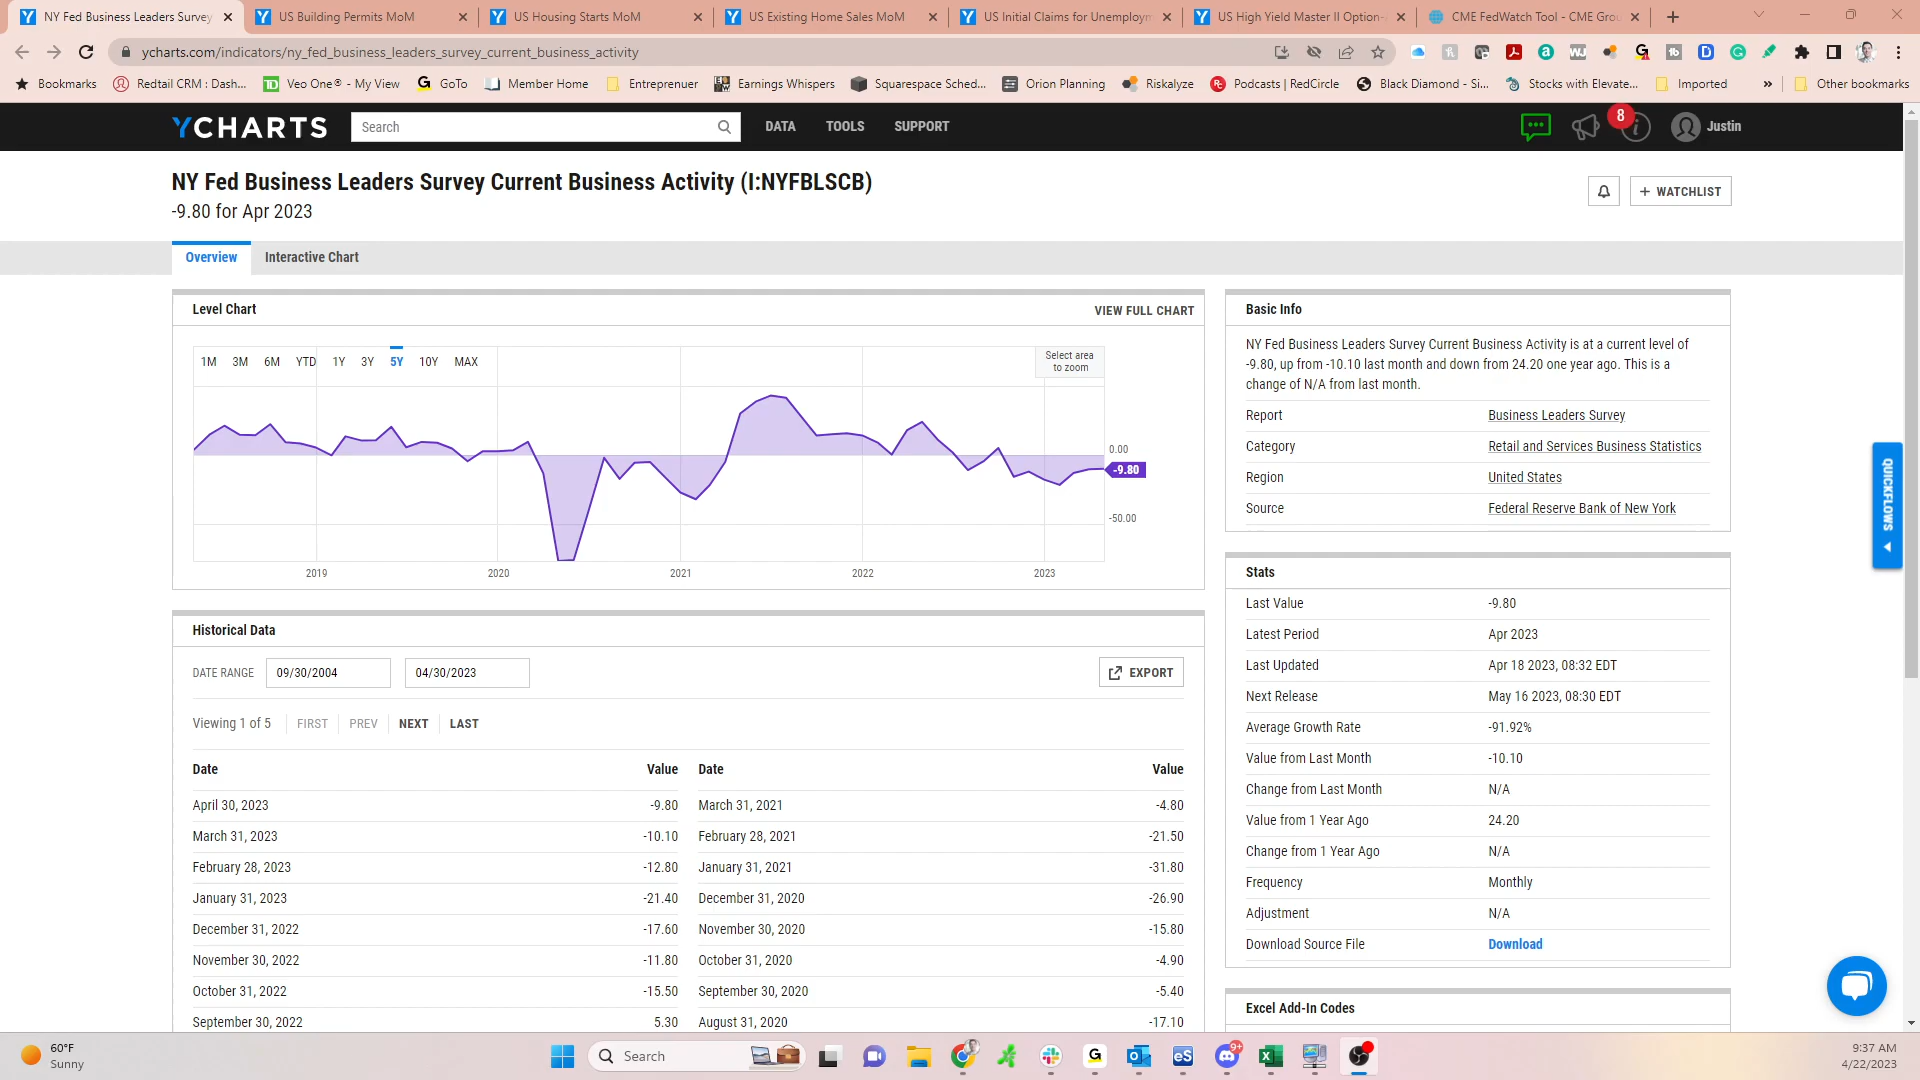 NY Fed Business Leaders Survey
US Building Permits MoM
US Housing Starts MoM
US Existing Home Sales MoM
US Initial Claims for Unemploym
US High Yield Master II Option-
CME FedWatch Tool - CME Grou
ycharts.com/indicators/ny_fed_business_leaders_survey_current_business_activity
Bookmarks
Redtail CRM : Dash...
Veo One® - My View
GoTo
Member Home
Entreprenuer
Earnings Whispers
Squarespace Sched...
Orion Planning
Riskalyze
Podcasts | RedCircle
Black Diamond - Si...
Stocks with Elevate...
Imported
»
Other bookmarks
YCHARTS
Search
DATA
TOOLS
SUPPORT
8
Justin
NY Fed Business Leaders Survey Current Business Activity (I:NYFBLSCB)
-9.80 for Apr 2023
+ WATCHLIST
Overview
Interactive Chart
Level Chart
VIEW FULL CHART
1M 3M 6M YTD 1Y 3Y 5Y 10Y MAX
Select area
to zoom
0.00
-9.80
-50.00
2019 2020 2021 2022 2023
Historical Data
DATE RANGE 09/30/2004 04/30/2023
EXPORT
Viewing 1 of 5 FIRST PREV NEXT LAST
Date Value Date Value
April 30, 2023 -9.80 March 31, 2021 -4.80
March 31, 2023 -10.10 February 28, 2021 -21.50
February 28, 2023 -12.80 January 31, 2021 -31.80
January 31, 2023 -21.40 December 31, 2020 -26.90
December 31, 2022 -17.60 November 30, 2020 -15.80
November 30, 2022 -11.80 October 31, 2020 -4.90
October 31, 2022 -15.50 September 30, 2020 -5.40
September 30, 2022 5.30 August 31, 2020 -17.10
Basic Info
NY Fed Business Leaders Survey Current Business Activity is at a current level of
-9.80, up from -10.10 last month and down from 24.20 one year ago. This is a
change of N/A from last month.
Report Business Leaders Survey
Category Retail and Services Business Statistics
Region United States
Source Federal Reserve Bank of New York
Stats
Last Value -9.80
Latest Period Apr 2023
Last Updated Apr 18 2023, 08:32 EDT
Next Release May 16 2023, 08:30 EDT
Average Growth Rate -91.92%
Value from Last Month -10.10
Change from Last Month N/A
Value from 1 Year Ago 24.20
Change from 1 Year Ago N/A
Frequency Monthly
Adjustment N/A
Download Source File Download
Excel Add-In Codes
QUICKFLOWS
60°F
Sunny
Search
9+
9:37 AM
4/22/2023